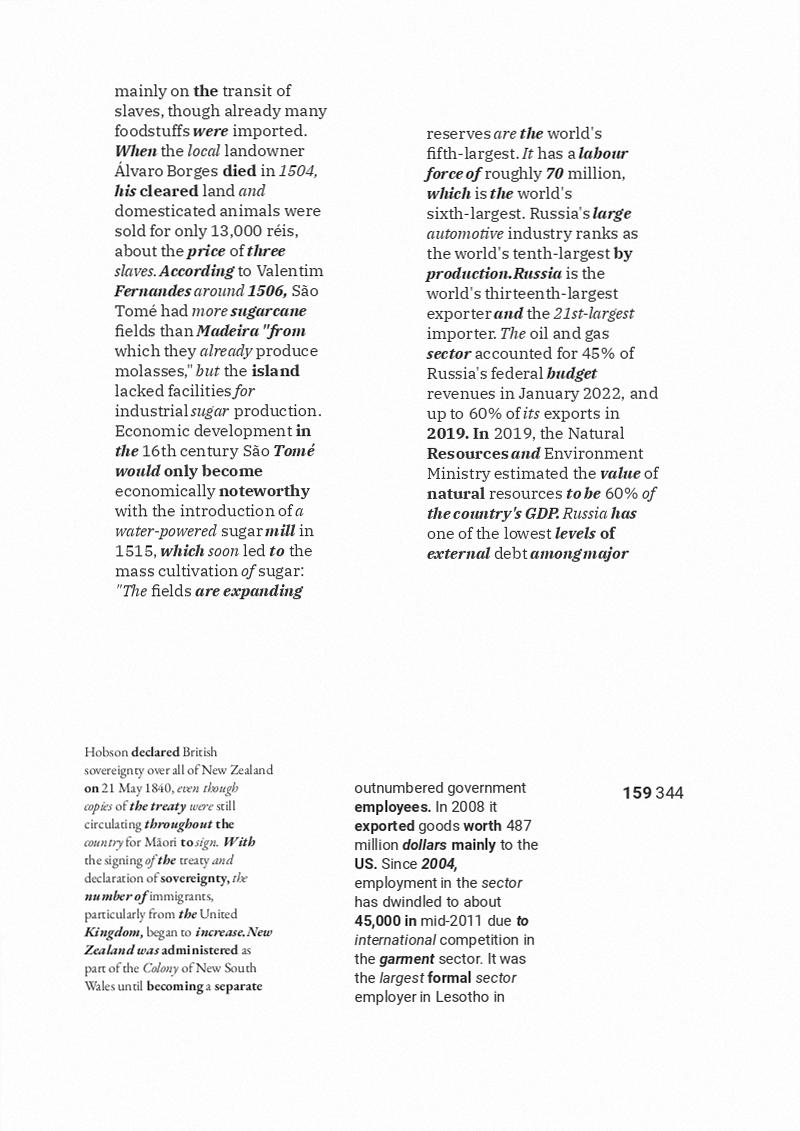 mainly on the transit of
slaves, though already many
foodstuffs were imported.
When the local landowner
Álvaro Borges died in 1504,
his cleared land and
domesticated animals were
sold for only 13,000 réis,
about the price of three
slaves. According to Valentim
Fernandes around 1506, São
Tomé had more sugarcane
fields than Madeira "from
which they already produce
molasses," but the island
lacked facilities for
industrial sugar production.
Economic development in
the 16th century São Tomé
would only become
economically noteworthy
with the introduction of a
water-powered sugar mill in
1515, which soon led to the
mass cultivation of sugar:
"The fields are expanding
reserves are the world's
fifth-largest. It has a labour
force of roughly 70 million,
which is the world's
sixth-largest. Russia's large
automotive industry ranks as
the world's tenth-largest by
production.Russia is the
world's thirteenth-largest
exporter and the 21st-largest
importer. The oil and gas
sector accounted for 45% of
Russia's federal budget
revenues in January 2022, and
up to 60% of its exports in
2019. In 2019, the Natural
Resources and Environment
Ministry estimated the value of
natural resources to be 60% of
the country's GDP. Russia has
one of the lowest levels of
external debt among major
Hobson declared British
sovereignty over all of New Zealand
on 21 May 1840, even though
copies of the treaty were still
circulating throughout the
country for Māori to sign. With
the signing of the treaty and
declaration of sovereignty, the
number of immigrants,
particularly from the United
Kingdom, began to increase.New
Zealand was administered as
part of the Colony of New South
Wales until becoming a separate
outnumbered government
employees. In 2008 it
exported goods worth 487
million dollars mainly to the
US. Since 2004,
employment in the sector
has dwindled to about
45,000 in mid-2011 due to
international competition in
the garment sector. It was
the largest formal sector
employer in Lesotho in
159 344